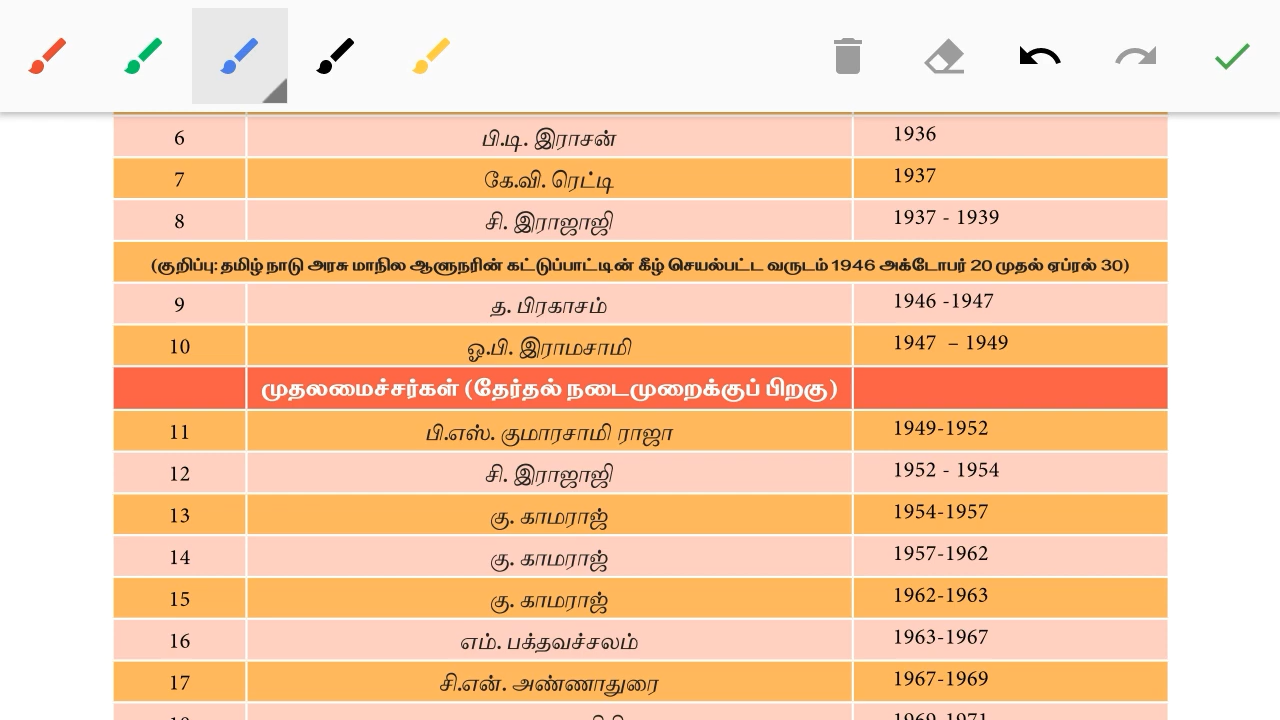 6 பி.டி. இராசன் 1936
7 கே.வி. ரெட்டி 1937
8 சி. இராஜாஜி 1937 - 1939
(குறிப்பு: தமிழ் நாடு அரசு மாநில ஆளுநரின் கட்டுப்பாட்டின் கீழ் செயல்பட்ட வருடம் 1946 அக்டோபர் 20 முதல் ஏப்ரல் 30)
9 த. பிரகாசம் 1946 -1947
10 ஓ.பி. இராமசாமி 1947 – 1949
முதலமைச்சர்கள் (தேர்தல் நடைமுறைக்குப் பிறகு)
11 பி.எஸ். குமாரசாமி ராஜா 1949-1952
12 சி. இராஜாஜி 1952 - 1954
13 கு. காமராஜ் 1954-1957
14 கு. காமராஜ் 1957-1962
15 கு. காமராஜ் 1962-1963
16 எம். பக்தவச்சலம் 1963-1967
17 சி.என். அண்ணாதுரை 1967-1969
18 1969-1971